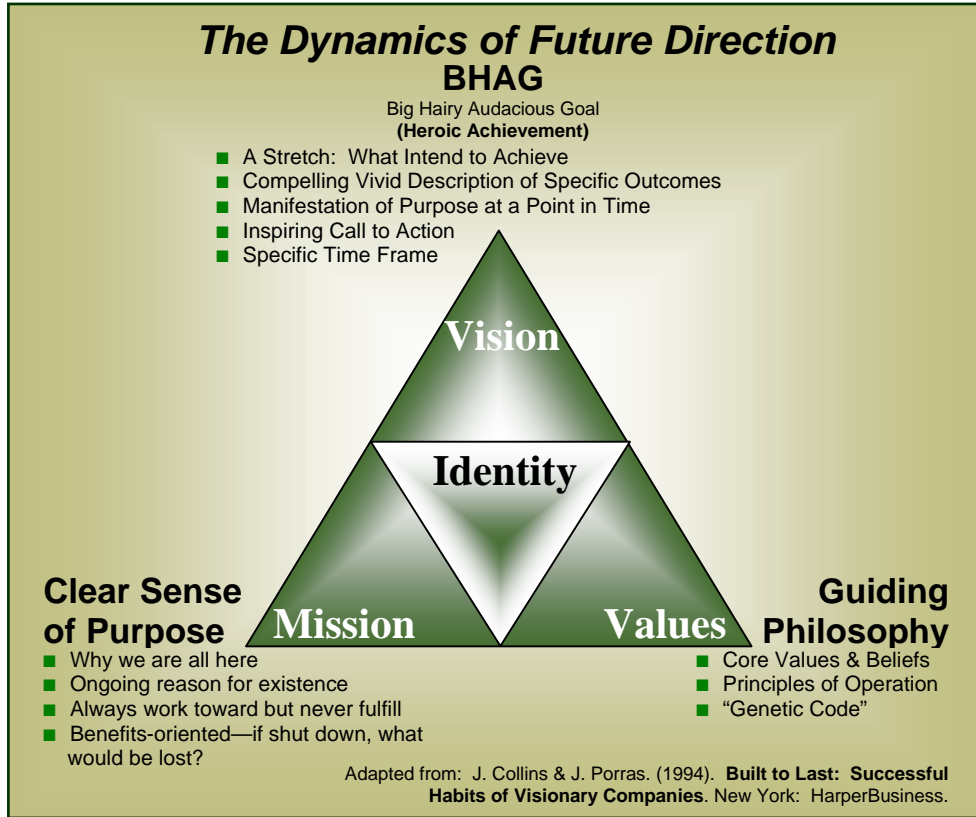 The Dynamics of Future Direction
BHAG
Big Hairy Audacious Goal
(Heroic Achievement)
■ A Stretch: What Intend to Achieve
■ Compelling Vivid Description of Specific Outcomes
■ Manifestation of Purpose at a Point in Time
■ Inspiring Call to Action
■ Specific Time Frame
Vision
Identity
Mission
Values
Clear Sense
of Purpose
■ Why we are all here
■ Ongoing reason for existence
■ Always work toward but never fulfill
■ Benefits-oriented—if shut down, what
would be lost?
Guiding
Philosophy
■ Core Values & Beliefs
■ Principles of Operation
■ “Genetic Code”
Adapted from: J. Collins & J. Porras. (1994). Built to Last: Successful
Habits of Visionary Companies. New York: HarperBusiness.